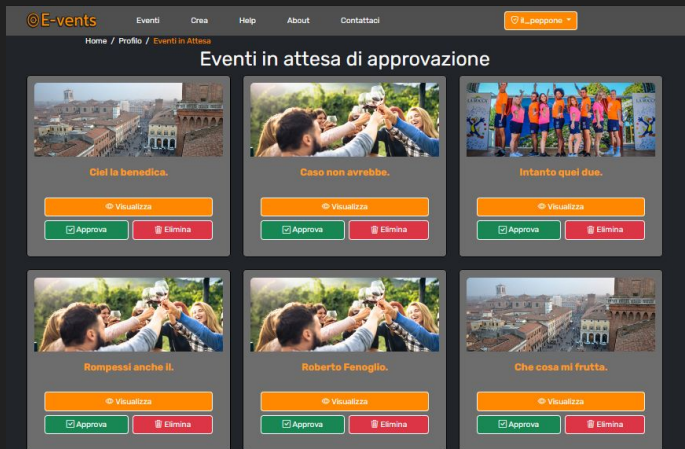 E-vents Eventi Crea Help About Contattaci il_peppone
Home / Profilo / Eventi in Attesa
Eventi in attesa di approvazione
Ciel la benedica. Caso non avrebbe. Intanto quei due.
Visualizza Visualizza Visualizza
Approva Elimina Approva Elimina Approva Elimina
Rompessi anche il. Roberto Fenoglio. Che cosa mi frutta.
Visualizza Visualizza Visualizza
Approva Elimina Approva Elimina Approva Elimina